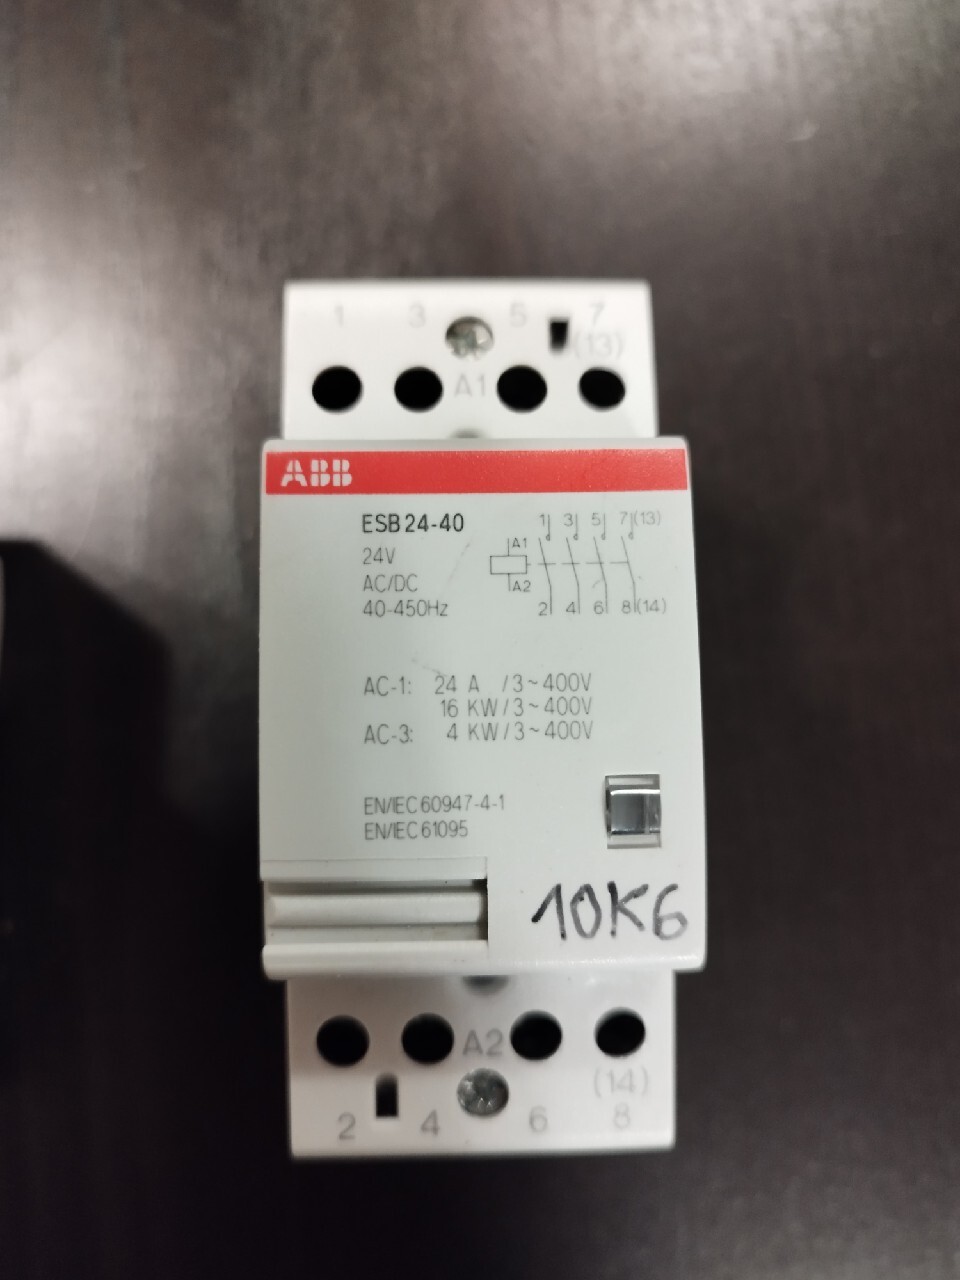 1 3 5 7
(13)
A1
ABB
ESB 24-40
24V
AC/DC
40-450Hz
1 3 5 7 (13)
A1
A2
2 4 6 8 (14)
AC-1: 24 A /3~400V
16 KW/3~400V
AC-3: 4 KW/3~400V
EN/IEC 60947-4-1
EN/IEC 61095
10K6
A2
(14)
2 4 6 8